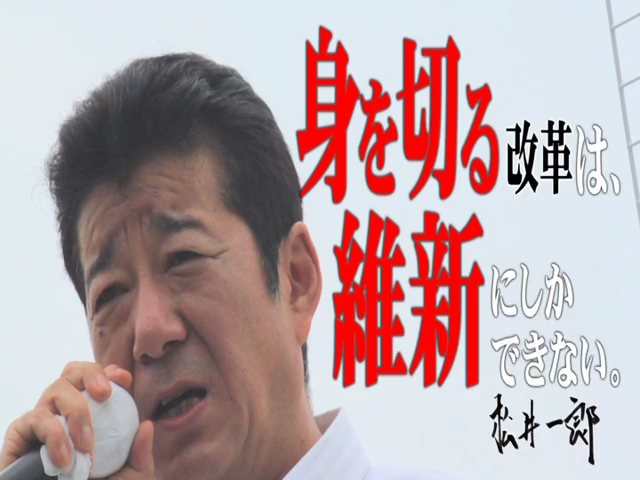 身を切る改革は、
維新にしか
できない。
松井一郎